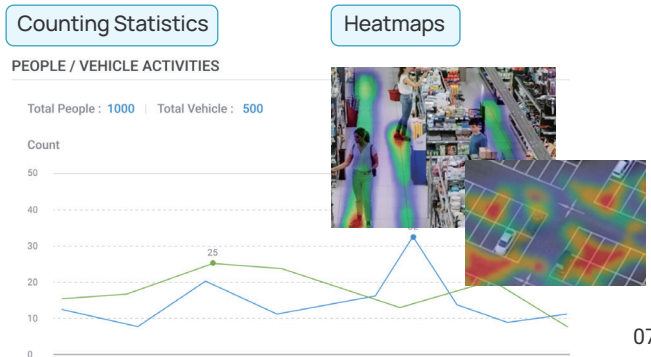 Counting Statistics
Heatmaps
PEOPLE / VEHICLE ACTIVITIES
Total People : 1000 | Total Vehicle : 500
Count
50
40
30
25
20
10
0
07